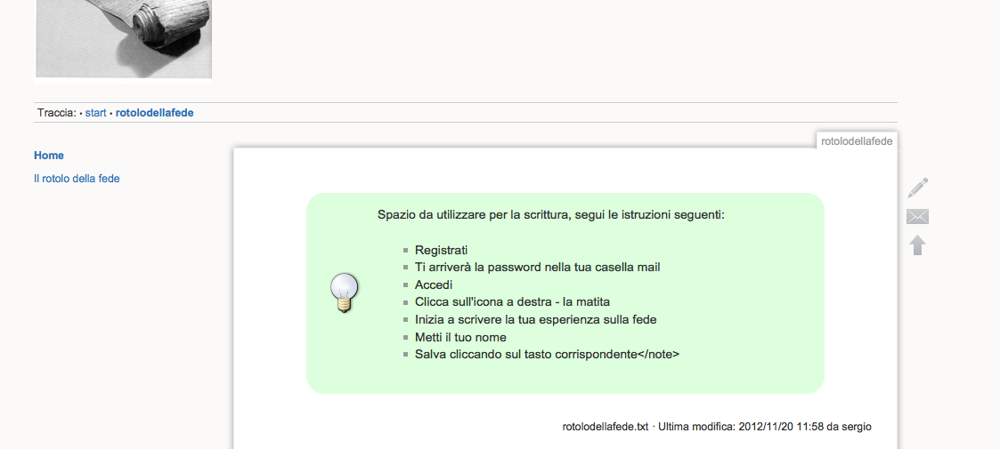 Traccia: • start • rotolodellafede
rotolodellafede
Home
Il rotolo della fede
Spazio da utilizzare per la scrittura, segui le istruzioni seguenti:
Registrati
Ti arriverà la password nella tua casella mail
Accedi
Clicca sull'icona a destra - la matita
Inizia a scrivere la tua esperienza sulla fede
Metti il tuo nome
Salva cliccando sul tasto corrispondente</note>
rotolodellafede.txt · Ultima modifica: 2012/11/20 11:58 da sergio